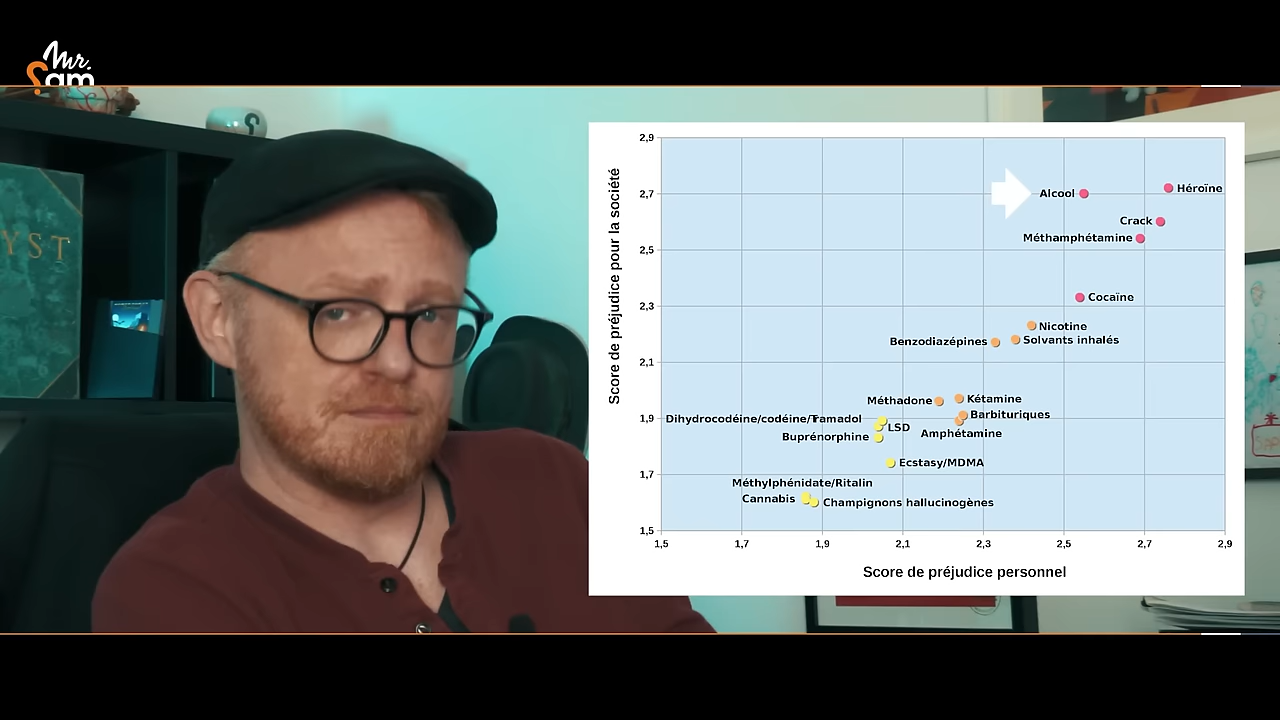 Mr.
Sam
YST
Score de préjudice pour la société
2,9
2,7
2,5
2,3
2,1
1,9
1,7
1,5
Alcool
Héroïne
Crack
Méthamphétamine
Cocaïne
Nicotine
Benzodiazépines
Solvants inhalés
Méthadone
Kétamine
Barbituriques
Dihydrocodéine/codéine/Tramadol
LSD
Amphétamine
Buprénorphine
Ecstasy/MDMA
Méthylphénidate/Ritalin
Cannabis
Champignons hallucinogènes
1,5 1,7 1,9 2,1 2,3 2,5 2,7 2,9
Score de préjudice personnel